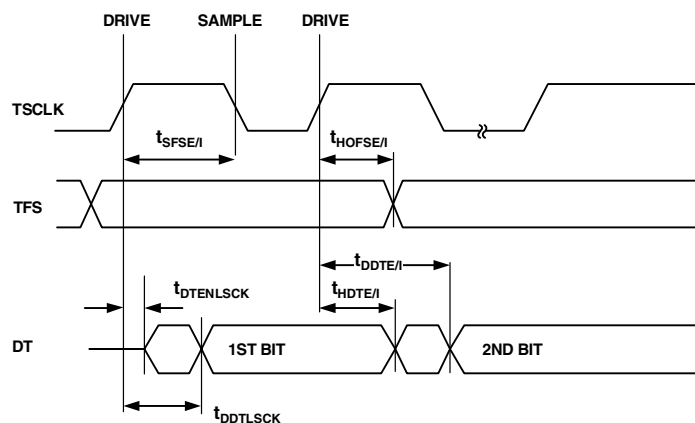 DRIVE SAMPLE DRIVE
TSCLK
tSFSE/I tHOFSE/I
TFS
tDDTE/I
tDTENLSCK tHDTE/I
DT 1ST BIT 2ND BIT
tDDTLSCK